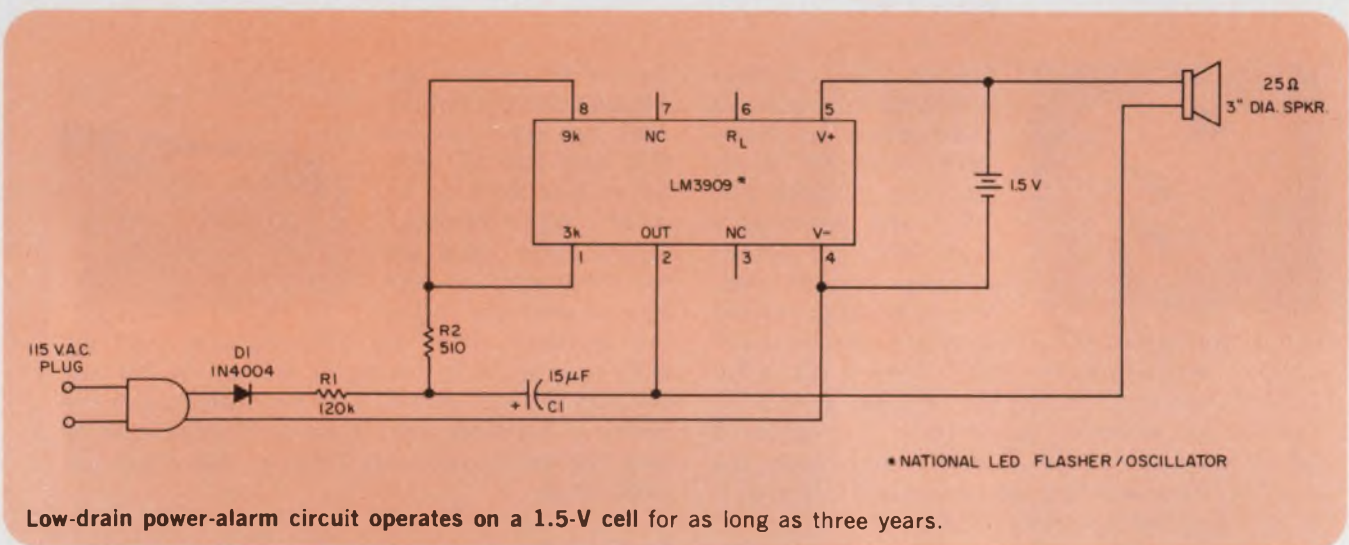 8
7
6
5
9k
NC
RL
V+
LM3909 *
3k
OUT
NC
V-
1
2
3
4
25Ω
3" DIA. SPKR.
1.5 V
115 V.A.C.
PLUG
D1
1N4004
R1
120k
R2
510
15µF
+
C1
* NATIONAL LED FLASHER / OSCILLATOR
Low-drain power-alarm circuit operates on a 1.5-V cell for as long as three years.